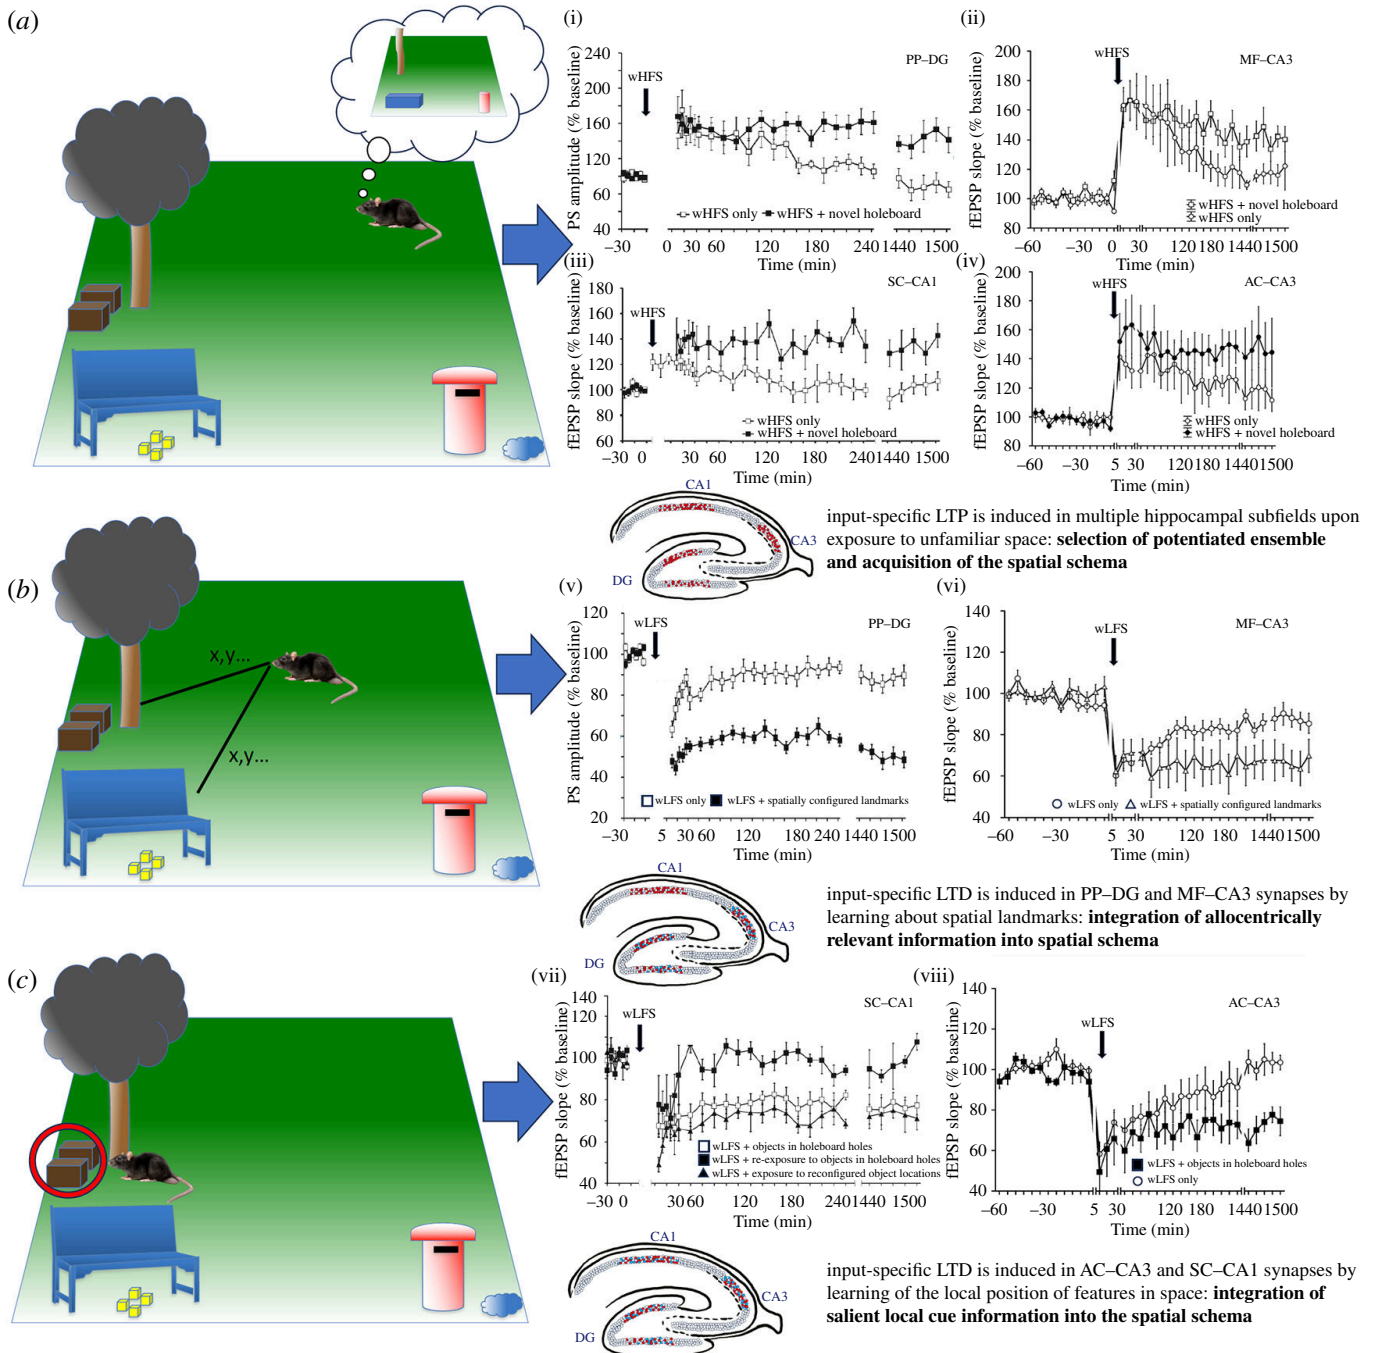 (a)
(i)
PP–DG
wHFS
PS amplitude (% baseline)
240
200
160
120
80
40
wHFS only
wHFS + novel holeboard
–30
0
30
60
120
180
240
1440
1500
Time (min)
(ii)
MF–CA3
wHFS
fEPSP slope (% baseline)
200
180
160
140
120
100
80
wHFS + novel holeboard
wHFS only
–60
–30
0
30
120
180
1440
1500
Time (min)
(iii)
SC–CA1
wHFS
fEPSP slope (% baseline)
180
160
140
120
100
80
60
wHFS only
wHFS + novel holeboard
–30
0
30
60
120
180
240
1440
1500
Time (min)
(iv)
AC–CA3
wHFS
fEPSP slope (% baseline)
200
180
160
140
120
100
80
wHFS only
wHFS + novel holeboard
–60
–30
5
30
120
180
1440
1500
Time (min)
CA1
CA3
DG
input-specific LTP is induced in multiple hippocampal subfields upon
exposure to unfamiliar space: selection of potentiated ensemble
and acquisition of the spatial schema
(b)
x,y...
x,y...
(v)
PP–DG
wLFS
PS amplitude (% baseline)
120
100
80
60
40
20
wLFS only
wLFS + spatially configured landmarks
–30
5
30
60
120
180
240
1440
1500
Time (min)
(vi)
MF–CA3
wLFS
fEPSP slope (% baseline)
140
120
100
80
60
40
wLFS only
wLFS + spatially configured landmarks
–60
–30
5
30
120
180
1440
1500
Time (min)
CA1
CA3
DG
input-specific LTD is induced in PP–DG and MF–CA3 synapses by
learning about spatial landmarks: integration of allocentrically
relevant information into spatial schema
(c)
(vii)
SC–CA1
wLFS
fEPSP slope (% baseline)
140
120
100
80
60
40
wLFS + objects in holeboard holes
wLFS + re-exposure to objects in holeboard holes
wLFS + exposure to reconfigured object locations
–30
0
30
60
120
180
240
1440
1510
Time (min)
(viii)
AC–CA3
wLFS
fEPSP slope (% baseline)
140
120
100
80
60
40
wLFS + objects in holeboard holes
wLFS only
–60
–30
5
30
120
180
1440
1500
Time (min)
CA1
CA3
DG
input-specific LTD is induced in AC–CA3 and SC–CA1 synapses by
learning of the local position of features in space: integration of
salient local cue information into the spatial schema